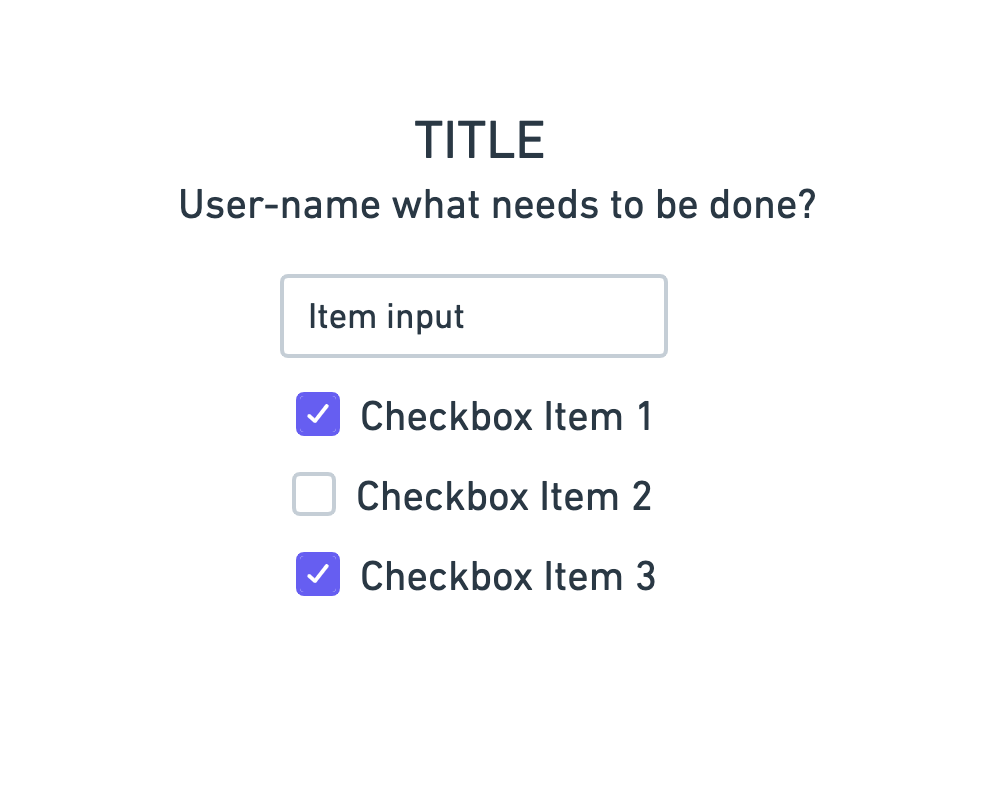 TITLE
User-name what needs to be done?
Item input
Checkbox Item 1
Checkbox Item 2
Checkbox Item 3